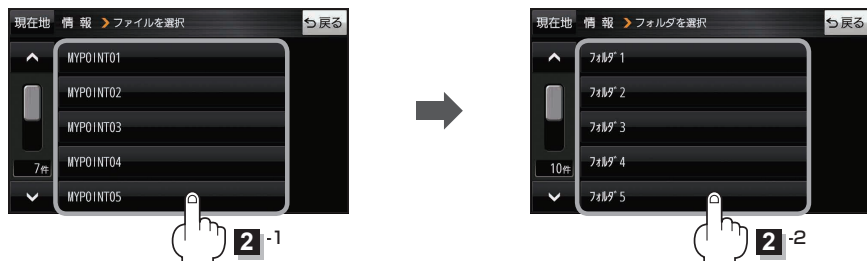 現在地 情 報 ❯ファイルを選択 戻る
MYPOINT01
MYPOINT02
MYPOINT03
MYPOINT04
7件
MYPOINT05
2-1
現在地 情 報 ❯フォルダを選択 戻る
ﾌｫﾙﾀﾞ1
ﾌｫﾙﾀﾞ2
ﾌｫﾙﾀﾞ3
ﾌｫﾙﾀﾞ4
10件
ﾌｫﾙﾀﾞ5
2-2